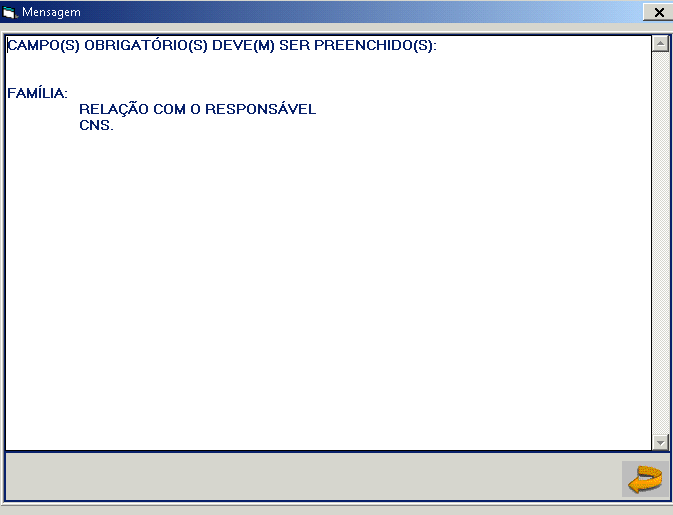 Mensagem
CAMPO(S) OBRIGATÓRIO(S) DEVE(M) SER PREENCHIDO(S):
FAMÍLIA:
RELAÇÃO COM O RESPONSÁVEL
CNS.